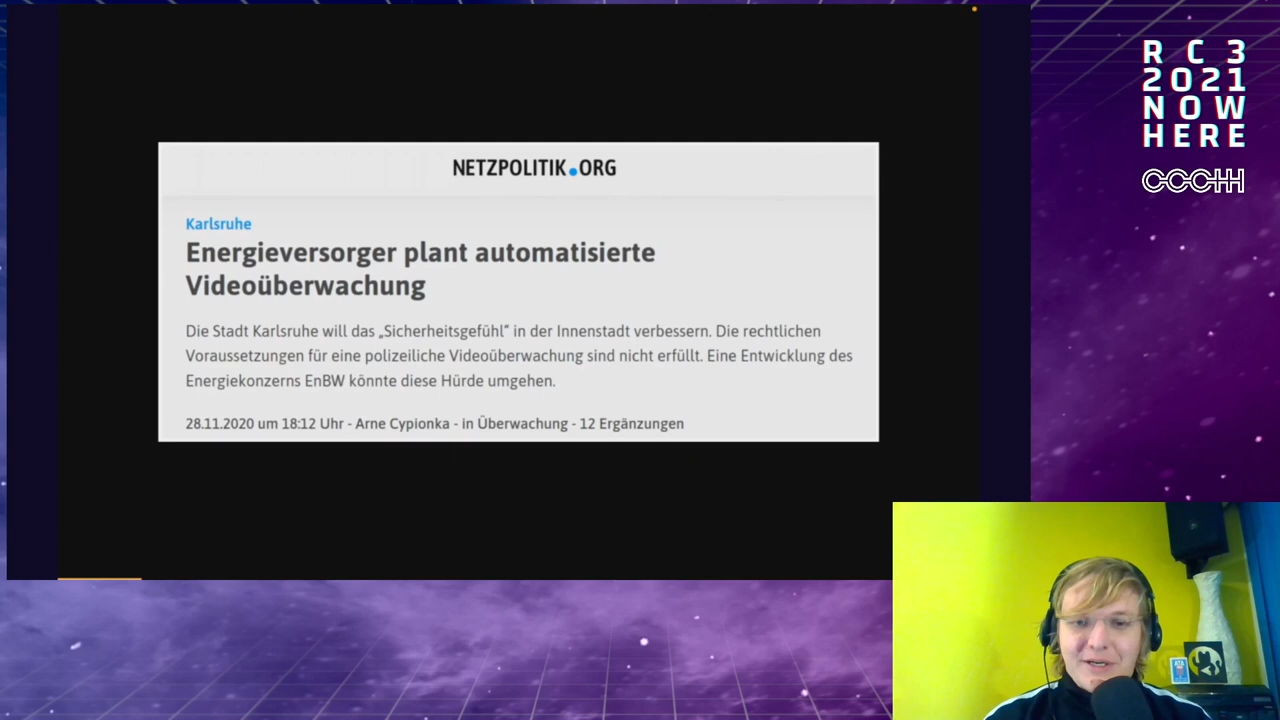 NETZPOLITIK.ORG
Karlsruhe
Energieversorger plant automatisierte
Videoüberwachung
Die Stadt Karlsruhe will das „Sicherheitsgefühl“ in der Innenstadt verbessern. Die rechtlichen
Voraussetzungen für eine polizeiliche Videoüberwachung sind nicht erfüllt. Eine Entwicklung des
Energiekonzerns EnBW könnte diese Hürde umgehen.
28.11.2020 um 18:12 Uhr - Arne Cypionka - in Überwachung - 12 Ergänzungen
R C 3
2021
NOW
HERE
CCCHH